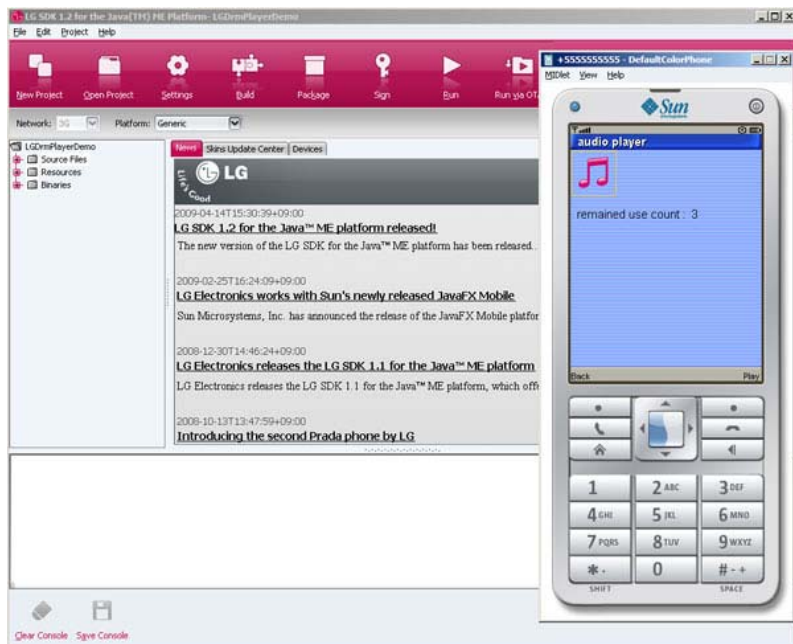 LG SDK 1.2 for the Java(TM) ME Platform- LGDrmPlayerDemo
File Edit Project Help
New Project Open Project Settings Build Package Sign Run Run via OTA
Network: 3G Platform: Generic
LGDrmPlayerDemo
Source Files
Resources
Binaries
News Skins Update Center Devices
Life's Good LG
2009-04-14T15:30:39+09:00
LG SDK 1.2 for the Java™ ME platform released!
The new version of the LG SDK for the Java™ ME platform has been released.
2009-02-25T16:24:09+09:00
LG Electronics works with Sun's newly released JavaFX Mobile
Sun Microsystems, Inc. has announced the release of the JavaFX Mobile platfor
2008-12-30T14:46:24+09:00
LG Electronics releases the LG SDK 1.1 for the Java™ ME platform
LG Electronics releases the LG SDK 1.1 for the Java™ ME platform, which offe
2008-10-13T13:47:59+09:00
Introducing the second Prada phone by LG
Clear Console Save Console
+5555555555 - DefaultColorPhone
MIDlet View Help
Sun
audio player
remained use count : 3
Back Play
1 2 ABC 3 DEF
4 GHI 5 JKL 6 MNO
7 PQRS 8 TUV 9 WXYZ
* . 0 # - +
SHIFT SPACE